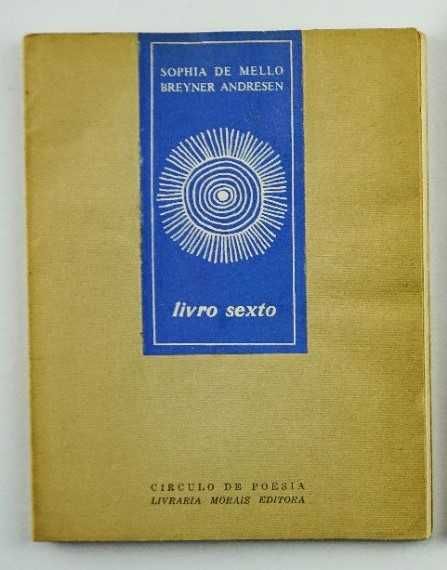 SOPHIA DE MELLO
BREYNER ANDRESEN
livro sexto
CIRCULO DE POESIA
LIVRARIA MORAIS EDITORA